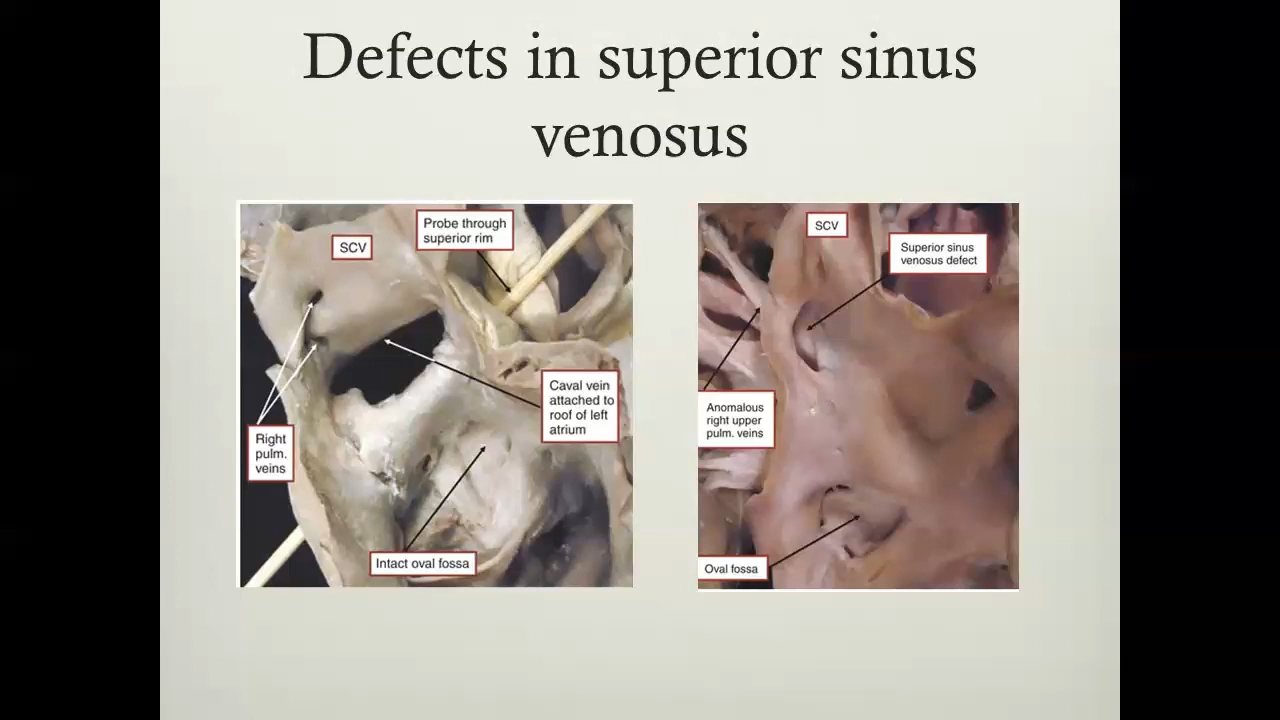 Defects in superior sinus
venosus
SCV
Probe through
superior rim
Caval vein
attached to
roof of left
atrium
Right
pulm.
veins
Intact oval fossa
SCV
Superior sinus
venosus defect
Anomalous
right upper
pulm. veins
Oval fossa